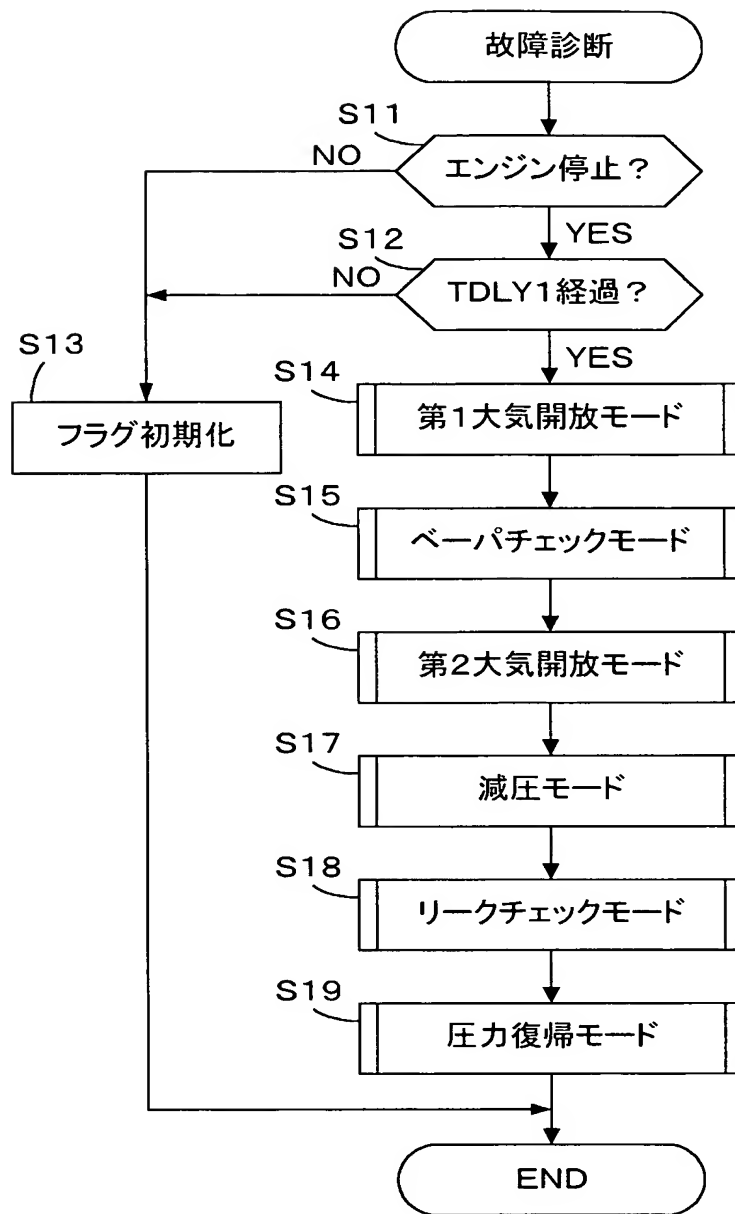 故障診断
S11
NO
エンジン停止？
YES
S12
NO
TDLY1経過？
YES
S13
フラグ初期化
S14
第1大気開放モード
S15
ベーパチェックモード
S16
第2大気開放モード
S17
減圧モード
S18
リークチェックモード
S19
圧力復帰モード
END